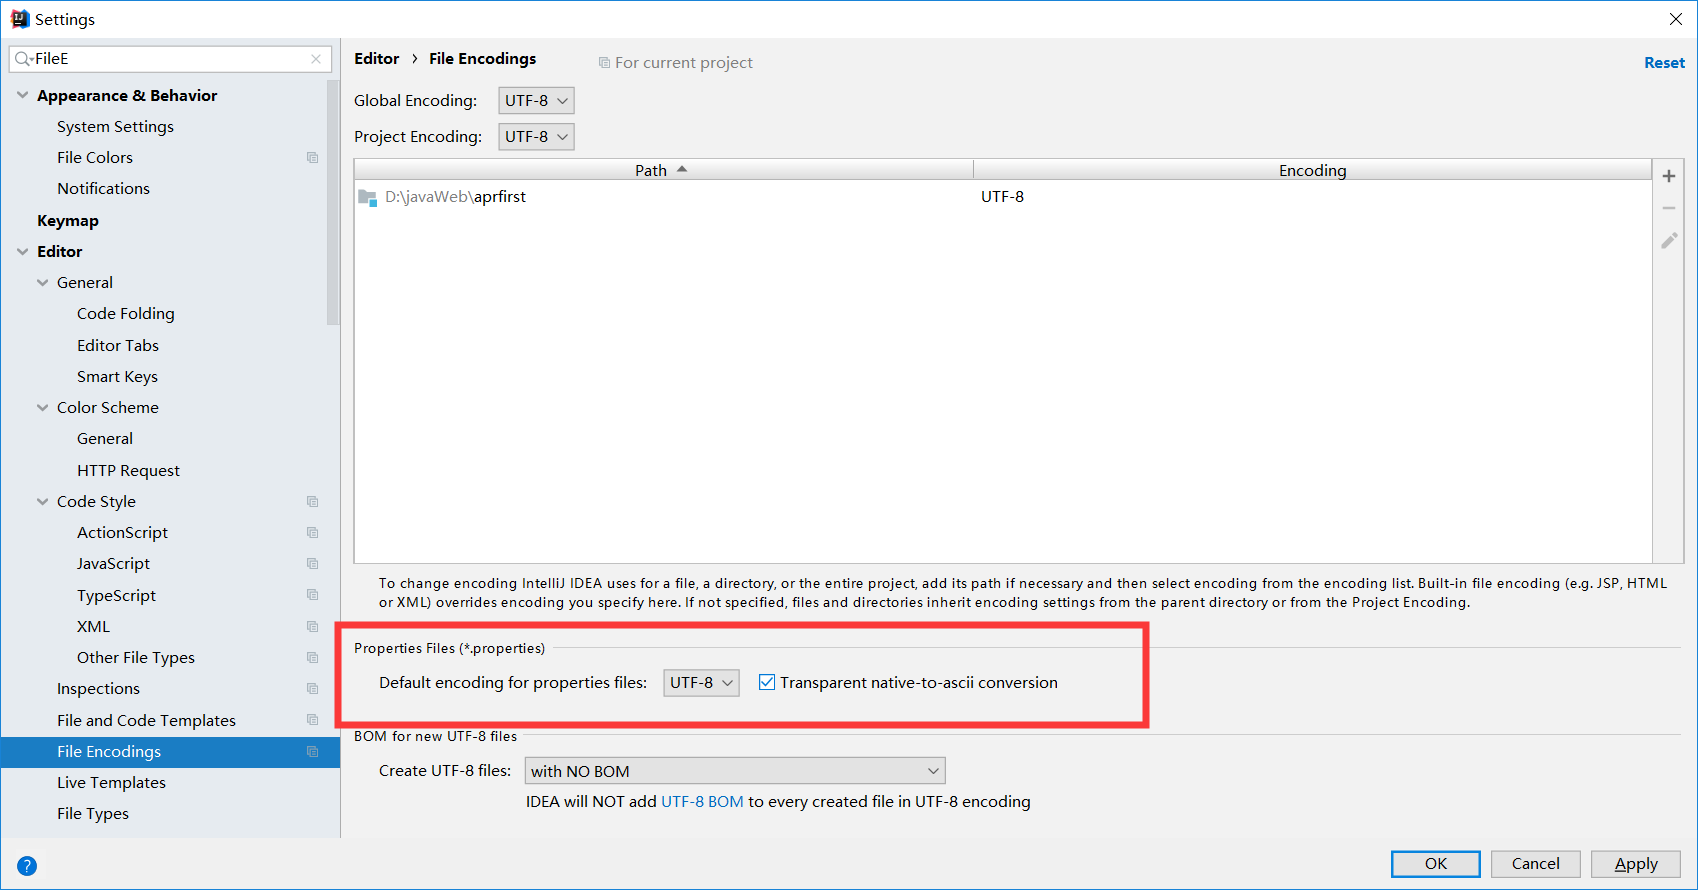 Settings
FileE
Appearance & Behavior
System Settings
File Colors
Notifications
Keymap
Editor
General
Code Folding
Editor Tabs
Smart Keys
Color Scheme
General
HTTP Request
Code Style
ActionScript
JavaScript
TypeScript
XML
Other File Types
Inspections
File and Code Templates
File Encodings
Live Templates
File Types
Editor › File Encodings For current project Reset
Global Encoding: UTF-8
Project Encoding: UTF-8
Path Encoding
D:\javaWeb\aprfirst UTF-8
To change encoding IntelliJ IDEA uses for a file, a directory, or the entire project, add its path if necessary and then select encoding from the encoding list. Built-in file encoding (e.g. JSP, HTML
or XML) overrides encoding you specify here. If not specified, files and directories inherit encoding settings from the parent directory or from the Project Encoding.
Properties Files (*.properties)
Default encoding for properties files: UTF-8 Transparent native-to-ascii conversion
BOM for new UTF-8 files
Create UTF-8 files: with NO BOM
IDEA will NOT add UTF-8 BOM to every created file in UTF-8 encoding
? OK Cancel Apply